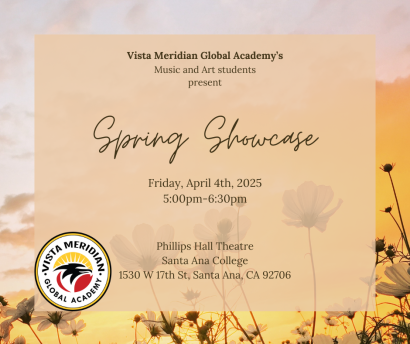 Vista Meridian Global Academy's
Music and Art students
present
Spring Showcase
Friday, April 4th, 2025
5:00pm-6:30pm
Phillips Hall Theatre
Santa Ana College
1530 W 17th St, Santa Ana, CA 92706
VISTA MERIDIAN
GLOBAL ACADEMY